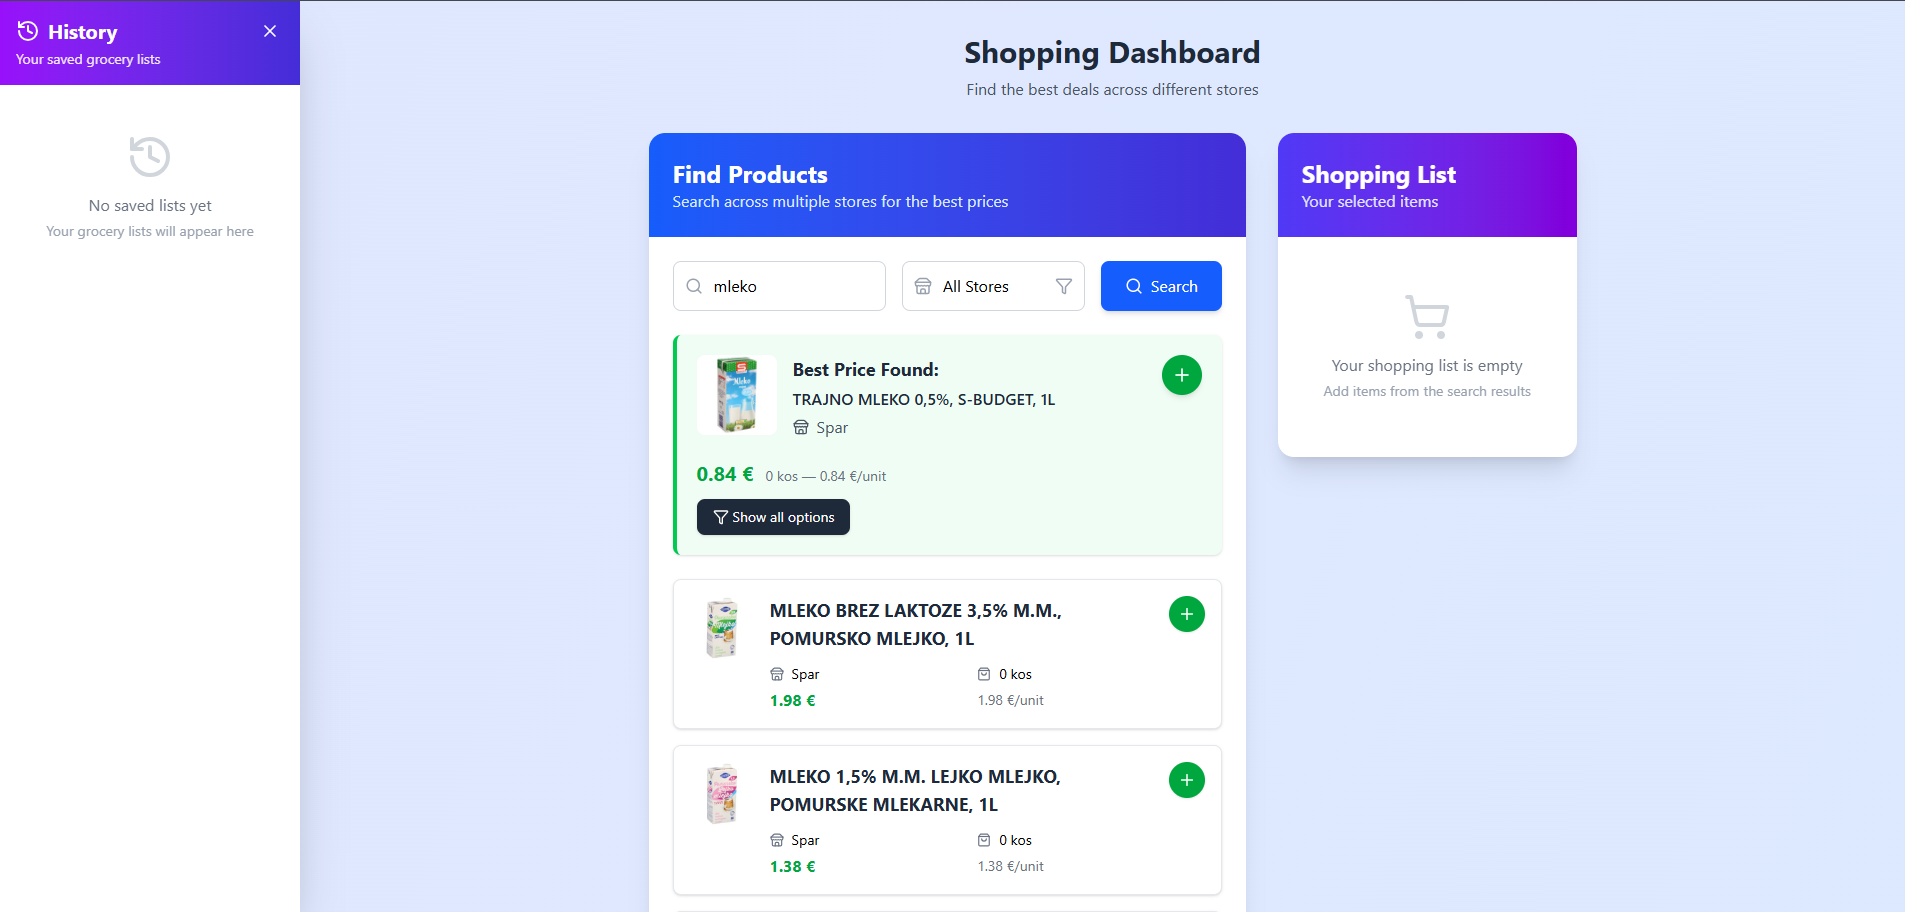 History
Your saved grocery lists
No saved lists yet
Your grocery lists will appear here
Shopping Dashboard
Find the best deals across different stores
Find Products
Search across multiple stores for the best prices
mleko
All Stores
Search
Mleko
Best Price Found:
TRAJNO MLEKO 0,5%, S-BUDGET, 1L
Spar
0.84 €
0 kos — 0.84 €/unit
Show all options
MLEKO BREZ LAKTOZE 3,5% M.M.,
POMURSKO MLEJKO, 1L
Spar
0 kos
1.98 €
1.98 €/unit
MLEKO 1,5% M.M. LEJKO MLEJKO,
POMURSKE MLEKARNE, 1L
Spar
0 kos
1.38 €
1.38 €/unit
Shopping List
Your selected items
Your shopping list is empty
Add items from the search results